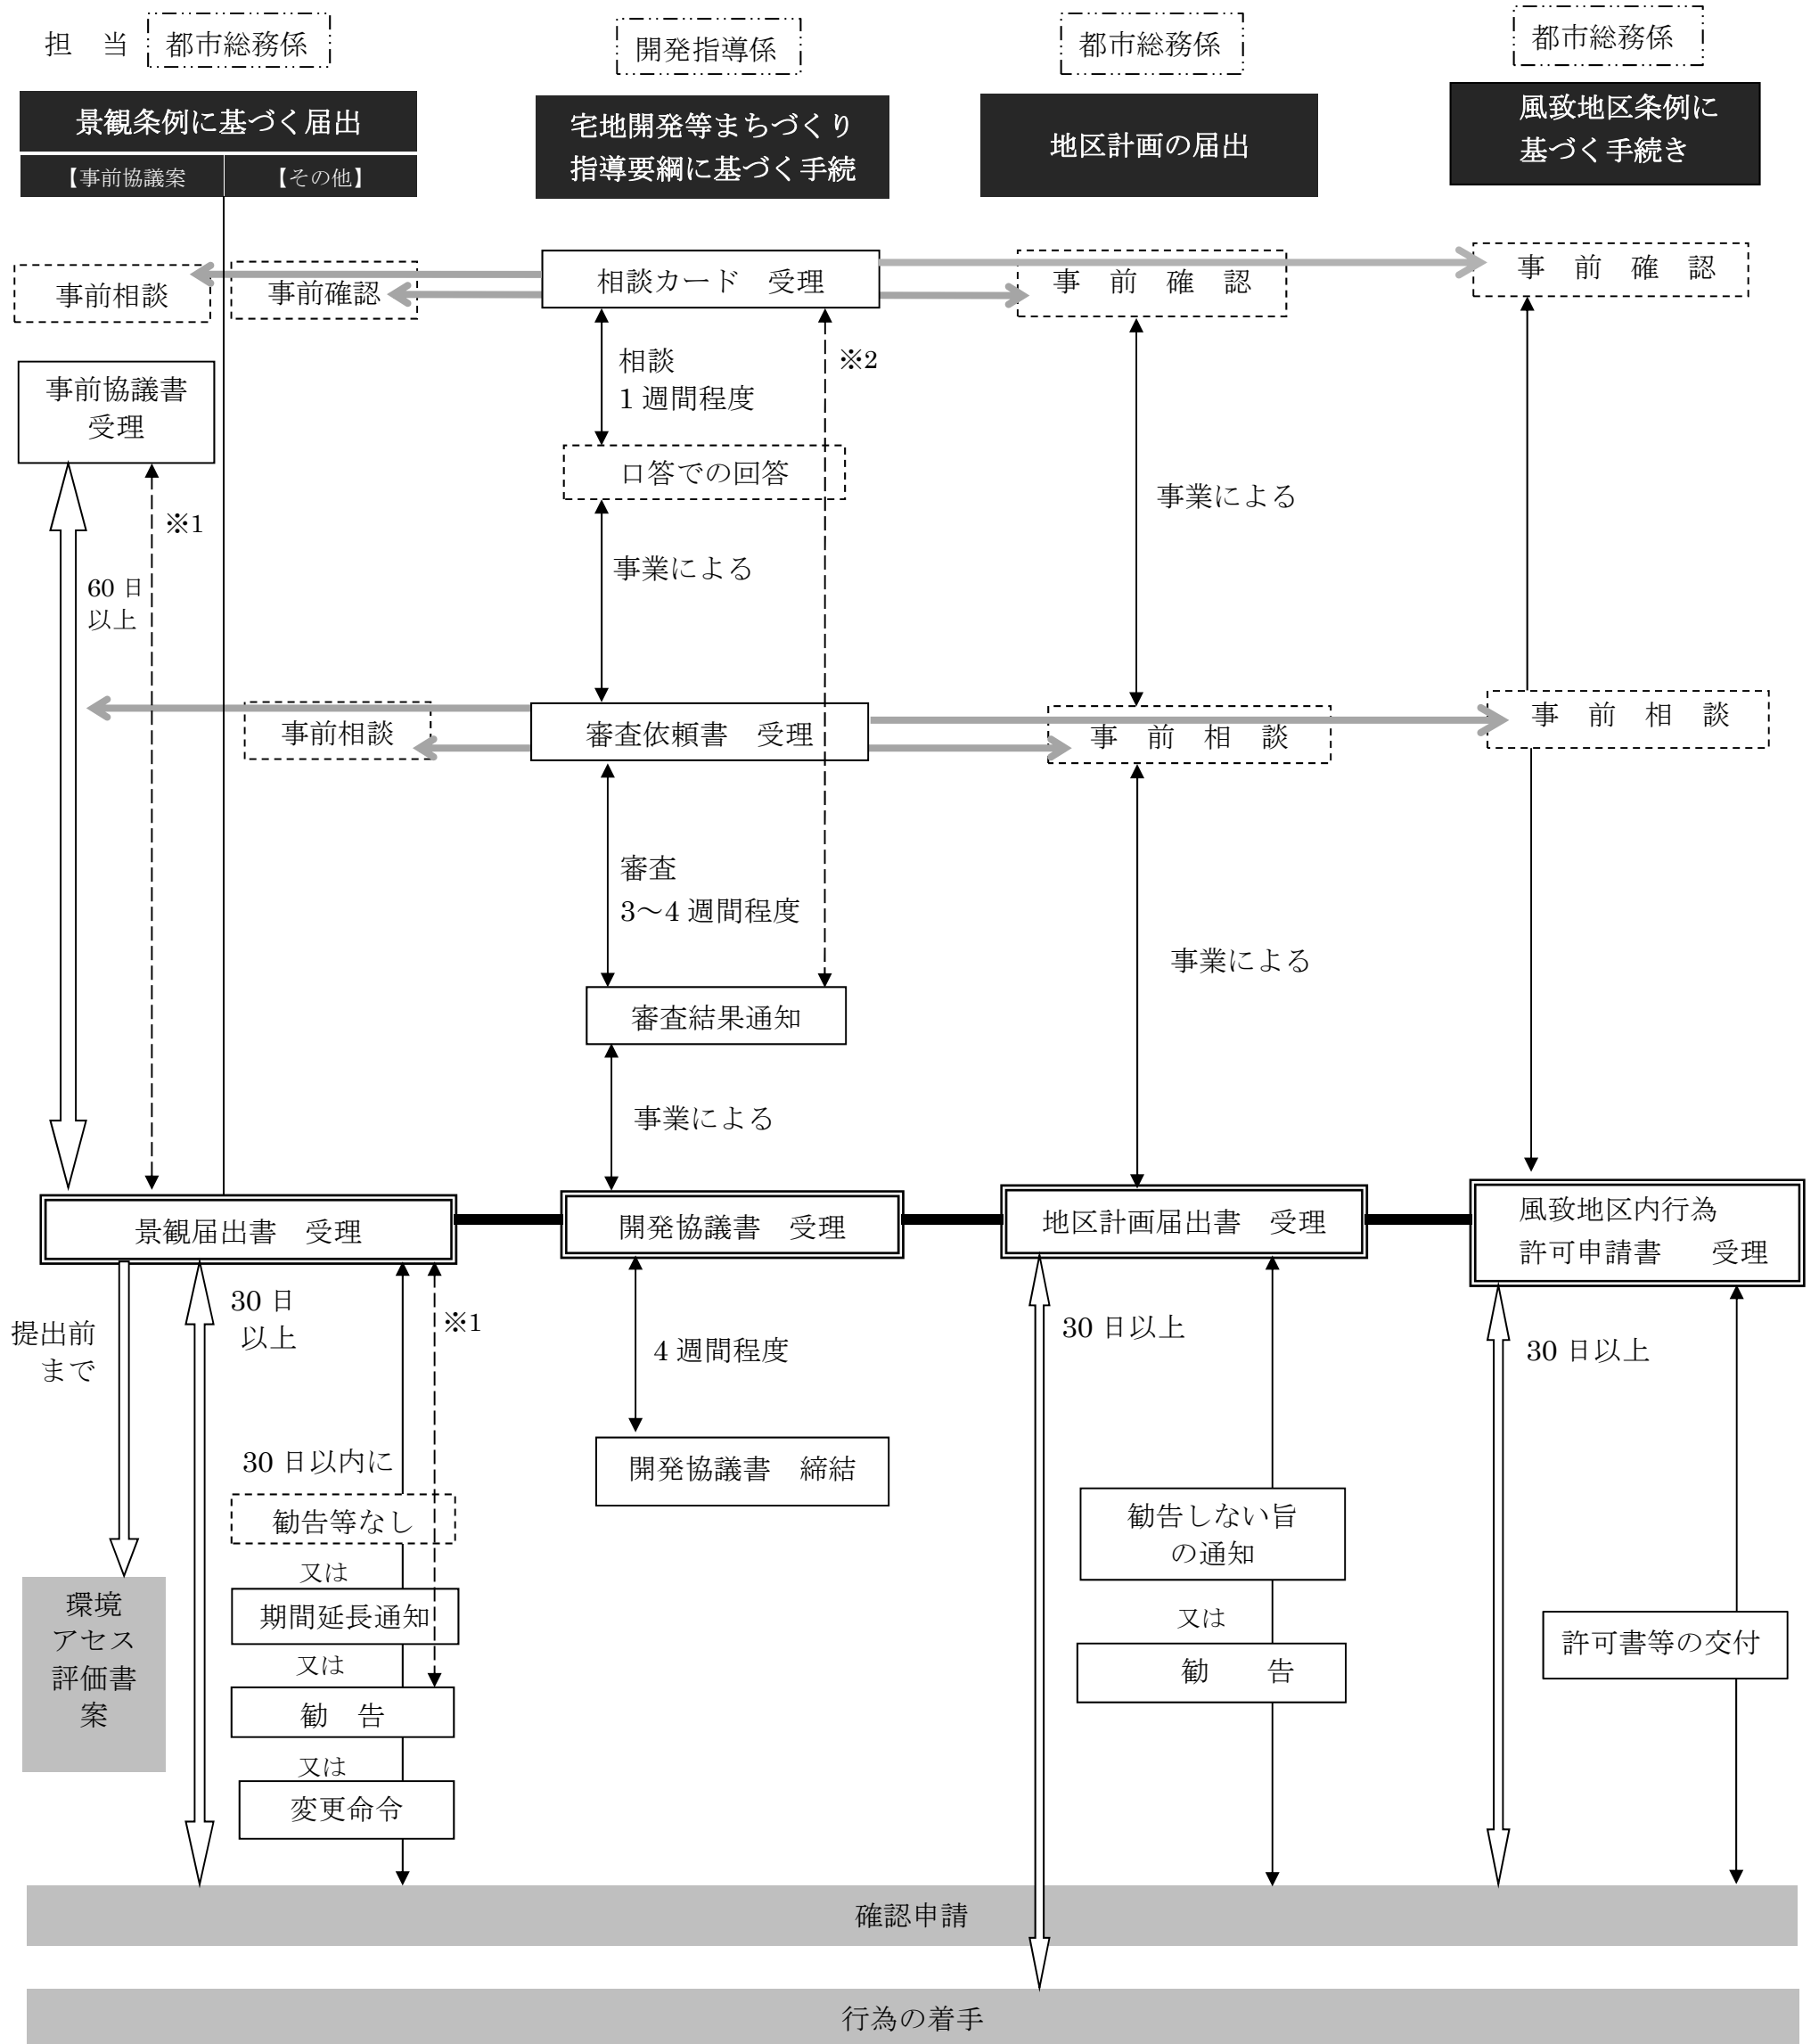 担　当
都市総務係
開発指導係
都市総務係
都市総務係
景観条例に基づく届出
【事前協議案
【その他】
宅地開発等まちづくり
指導要綱に基づく手続
地区計画の届出
風致地区条例に
基づく手続き
事前相談
事前確認
相談カード　受理
事　前　確　認
事　前　確　認
事前協議書
受理
相談
1 週間程度
※2
口答での回答
※1
事業による
事業による
60 日
以上
事前相談
審査依頼書　受理
事　前　相　談
事　前　相　談
審査
3～4 週間程度
事業による
審査結果通知
事業による
景観届出書　受理
開発協議書　受理
地区計画届出書　受理
風致地区内行為
許可申請書　　受理
提出前
まで
30 日
以上
※1
4 週間程度
30 日以上
30 日以上
30 日以内に
勧告等なし
又は
期間延長通知
又は
勧　告
又は
変更命令
開発協議書　締結
勧告しない旨
の通知
又は
勧　　告
許可書等の交付
環境
アセス
評価書
案
確認申請
行為の着手